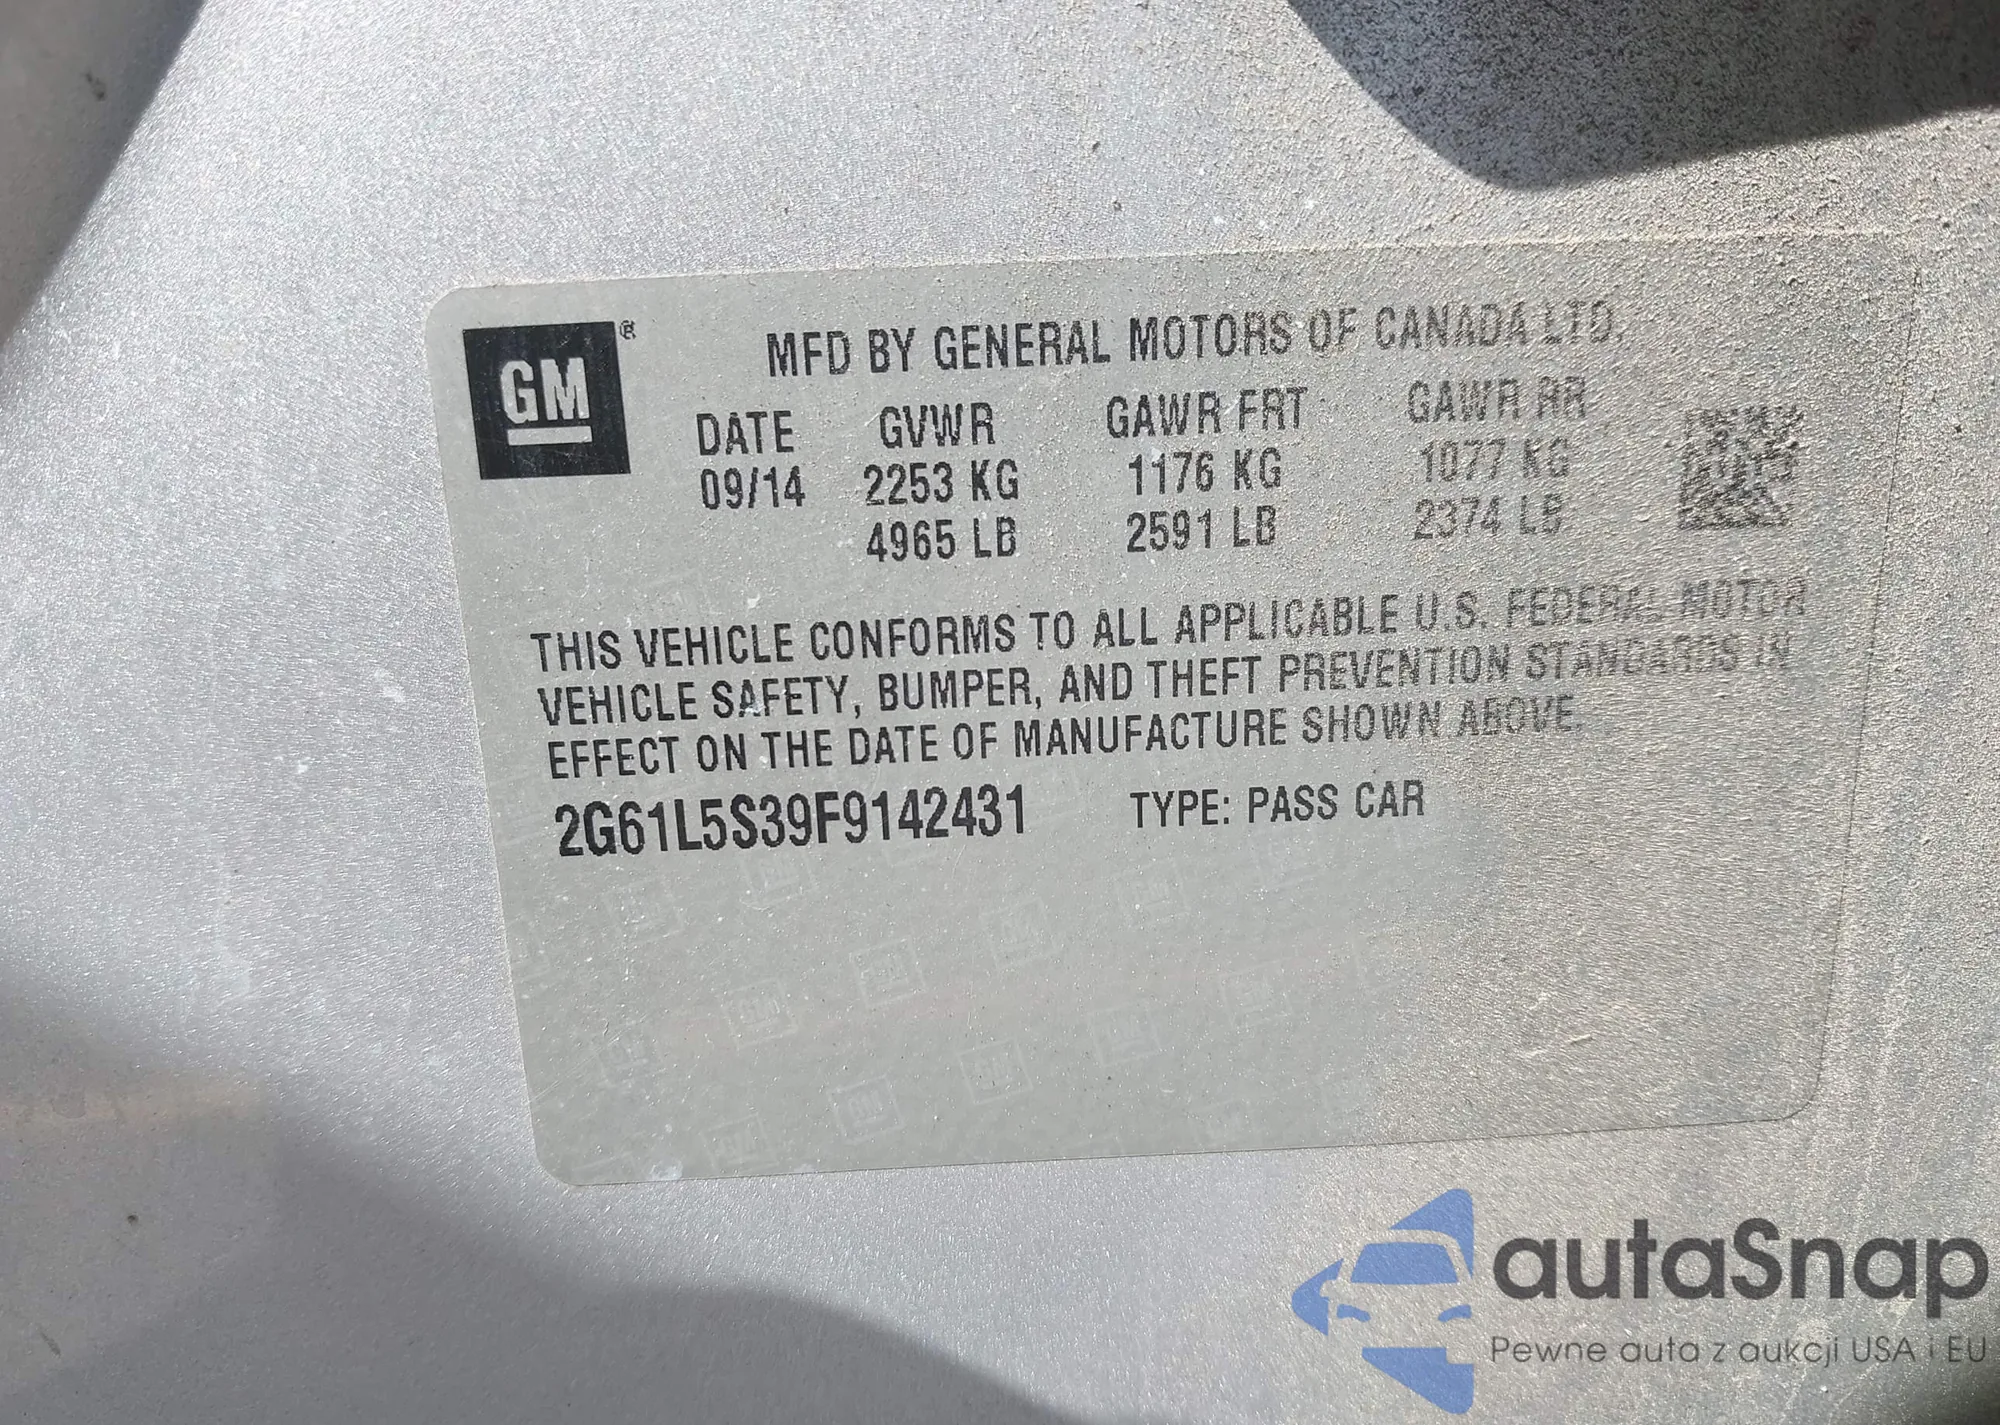 GM ®
MFD BY GENERAL MOTORS OF CANADA LTD.
DATE GVWR GAWR FRT GAWR RR
09/14 2253 KG 1176 KG 1077 KG
4965 LB 2591 LB 2374 LB
THIS VEHICLE CONFORMS TO ALL APPLICABLE U.S. FEDERAL MOTOR
VEHICLE SAFETY, BUMPER, AND THEFT PREVENTION STANDARDS IN
EFFECT ON THE DATE OF MANUFACTURE SHOWN ABOVE.
2G61L5S39F9142431 TYPE: PASS CAR
autaSnap
Pewne auta z aukcji USA i EU